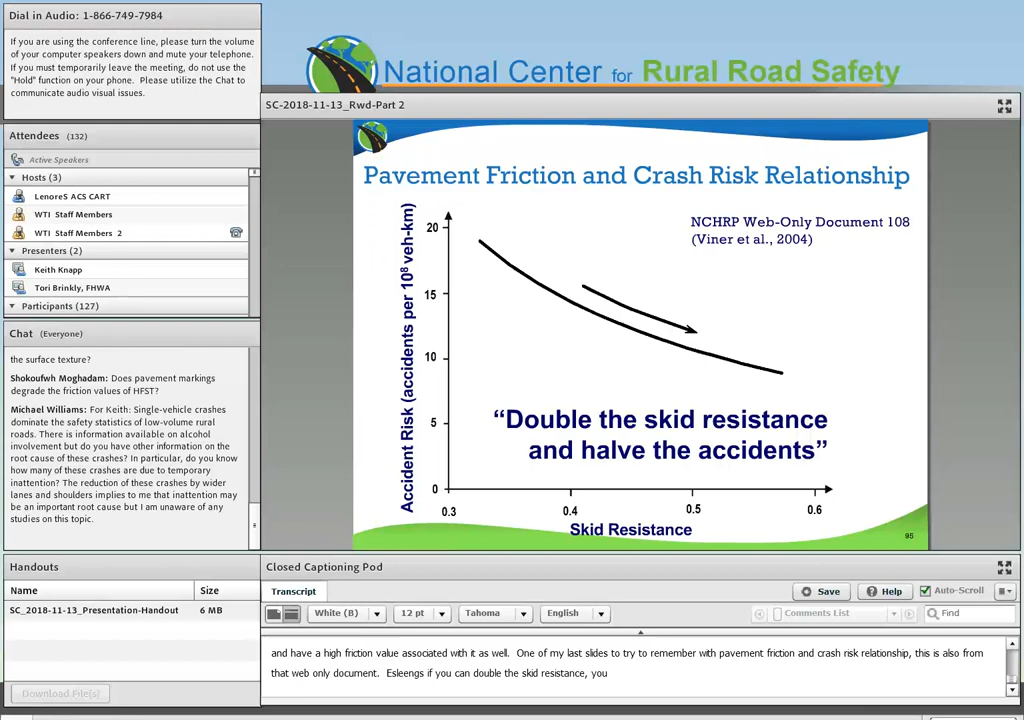 Dial in Audio: 1-866-749-7984
If you are using the conference line, please turn the volume
of your computer speakers down and mute your telephone.
If you must temporarily leave the meeting, do not use the
"Hold" function on your phone.  Please utilize the Chat to
communicate audio visual issues.
National Center for Rural Road Safety
Attendees (132)
Active Speakers
Hosts (3)
LenoreS ACS CART
WTI  Staff Members
WTI  Staff Members  2
Presenters (2)
Keith Knapp
Tori Brinkly, FHWA
Participants (127)
Chat (Everyone)
the surface texture?
Shokoufwh Moghadam: Does pavement markings
degrade the friction values of HFST?
Michael Williams: For Keith: Single-vehicle crashes
dominate the safety statistics of low-volume rural
roads. There is information available on alcohol
involvement but do you have other information on the
root cause of these crashes? In particular, do you know
how many of these crashes are due to temporary
inattention? The reduction of these crashes by wider
lanes and shoulders implies to me that inattention may
be an important root cause but I am unaware of any
studies on this topic.
Handouts
Name Size
SC_2018-11-13_Presentation-Handout 6 MB
Download File(s)
SC-2018-11-13_Rwd-Part 2
Pavement Friction and Crash Risk Relationship
NCHRP Web-Only Document 108
(Viner et al., 2004)
Accident Risk (accidents per 10⁸ veh-km)
20
15
10
5
0
"Double the skid resistance
and halve the accidents"
0.3 0.4 0.5 0.6
Skid Resistance
95
Closed Captioning Pod
Transcript
Save
Help
Auto-Scroll
White (B)
12 pt
Tahoma
English
Comments List
Find
and have a high friction value associated with it as well.  One of my last slides to try to remember with pavement friction and crash risk relationship, this is also from
that web only document.  Esleengs if you can double the skid resistance, you